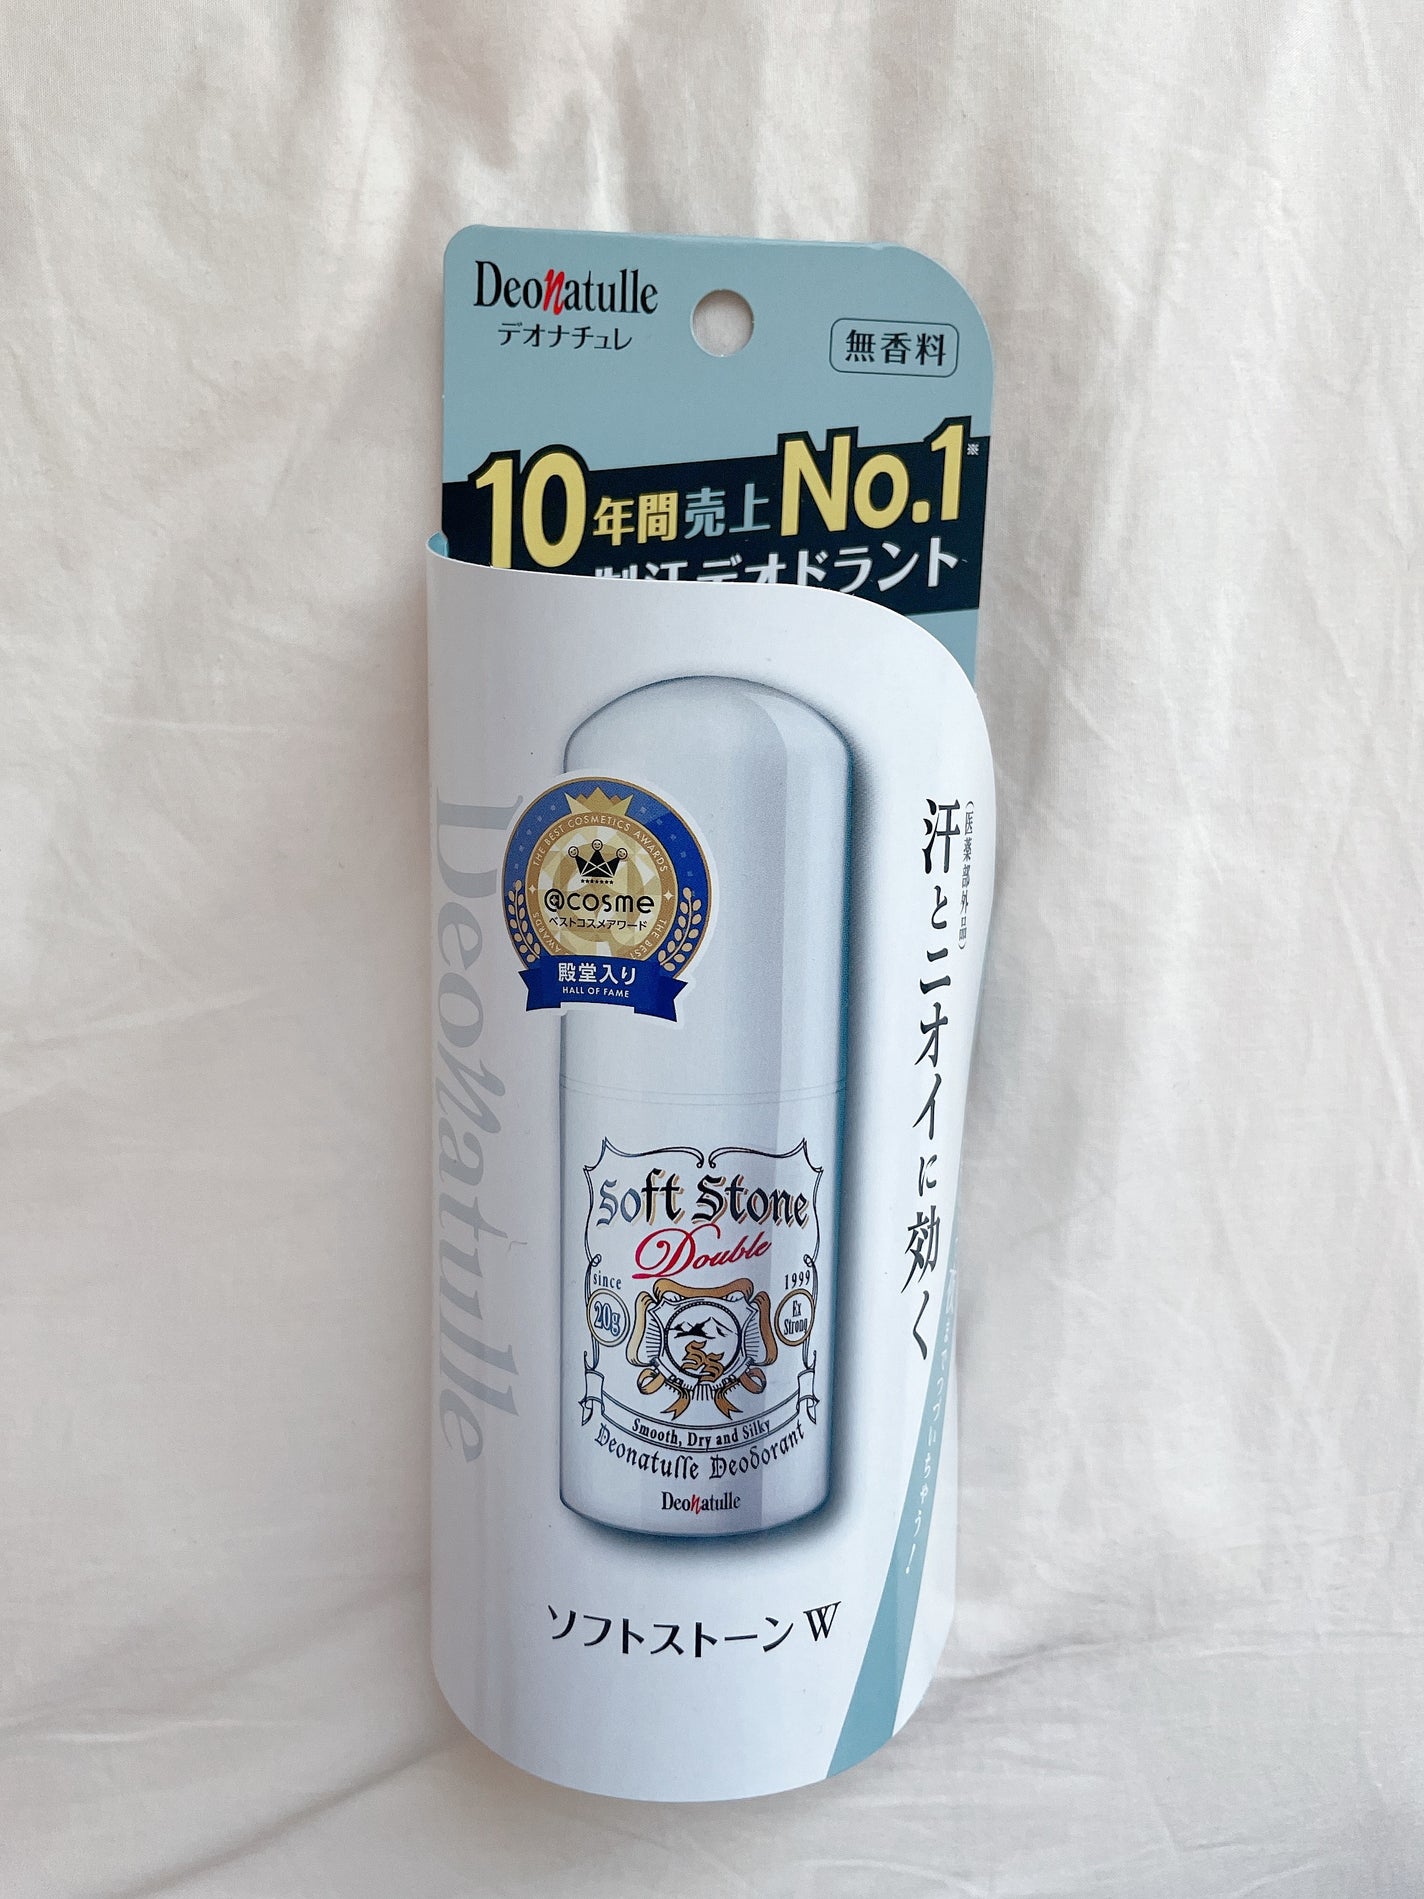 Deonatulle
デオナチュレ
無香料
10年間売上No.1※
制汗デオドラント
Deonatulle
THE BEST COSMETICS AWARDS
@cosme
ベストコスメアワード
殿堂入り
HALL OF FAME
(医薬部外品)
汗とニオイに効く
Soft Stone
Double
since
1999
20g
Ex
Strong
SS
Smooth, Dry and Silky
Deonatulle Deodorant
Deonatulle
ソフトストーンW